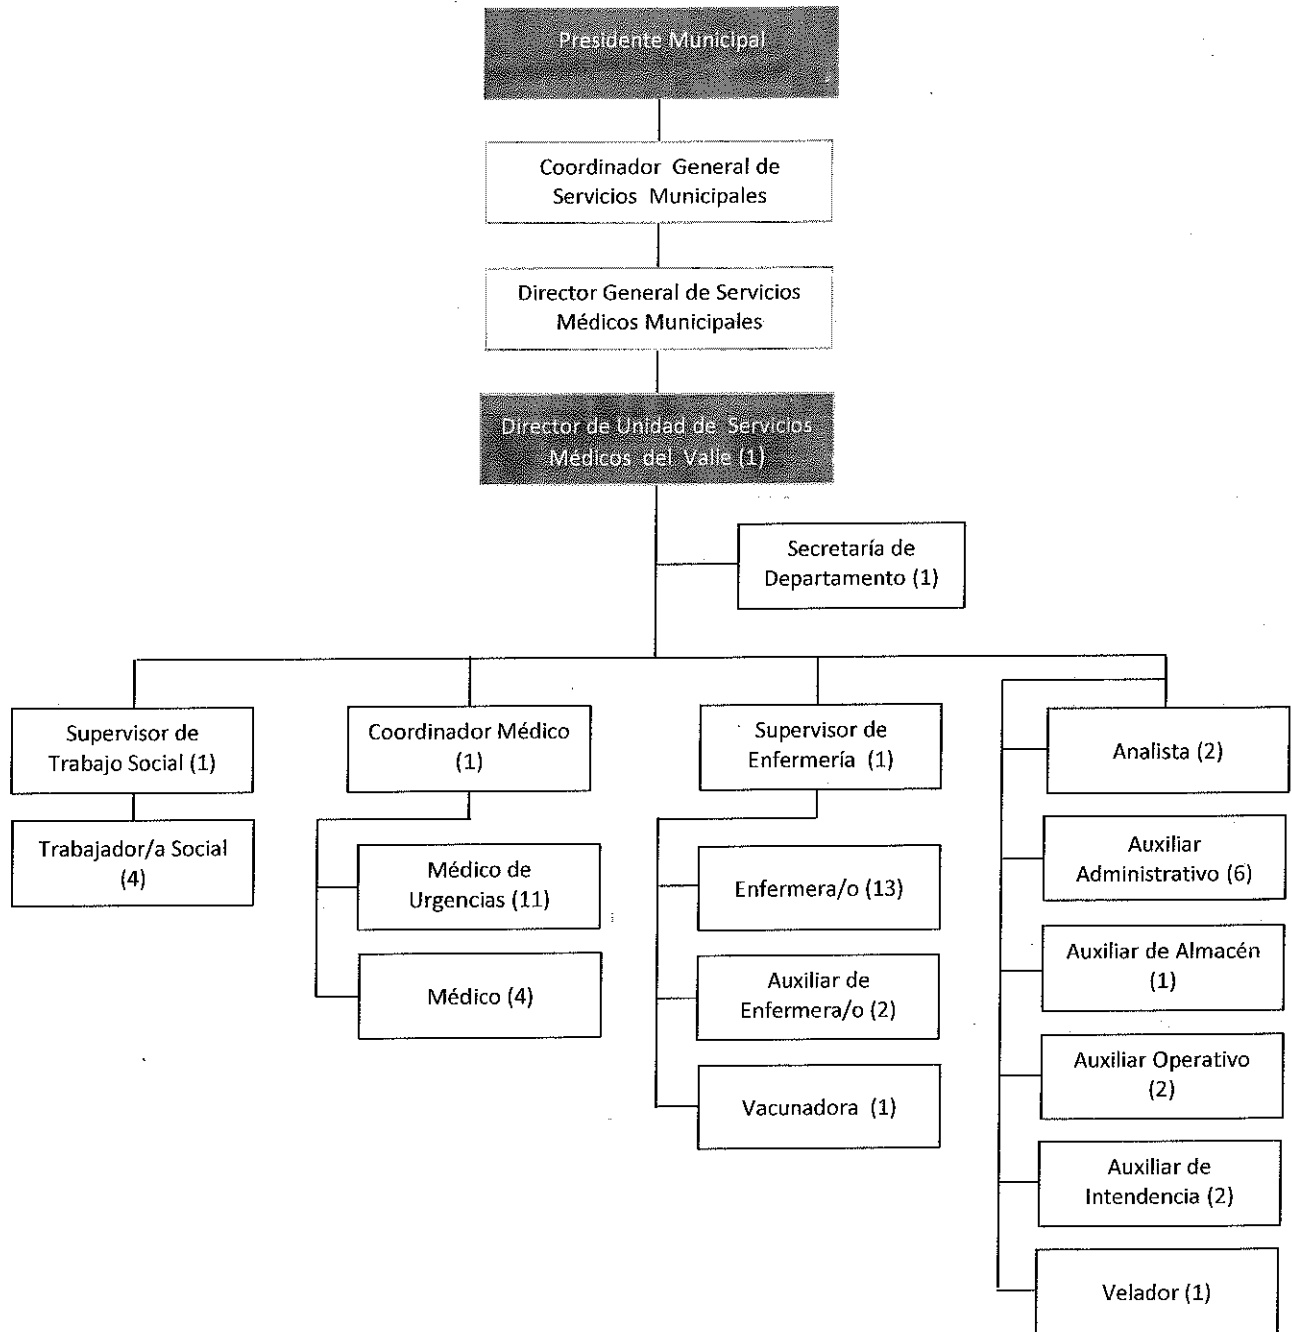 Presidente Municipal
Coordinador General de
Servicios Municipales
Director General de Servicios
Médicos Municipales
Director de Unidad de Servicios
Médicos del Valle (1)
Secretaría de
Departamento (1)
Supervisor de
Trabajo Social (1)
Trabajador/a Social
(4)
Coordinador Médico
(1)
Médico de
Urgencias (11)
Médico (4)
Supervisor de
Enfermería (1)
Enfermera/o (13)
Auxiliar de
Enfermera/o (2)
Vacunadora (1)
Analista (2)
Auxiliar
Administrativo (6)
Auxiliar de Almacén
(1)
Auxiliar Operativo
(2)
Auxiliar de
Intendencia (2)
Velador (1)